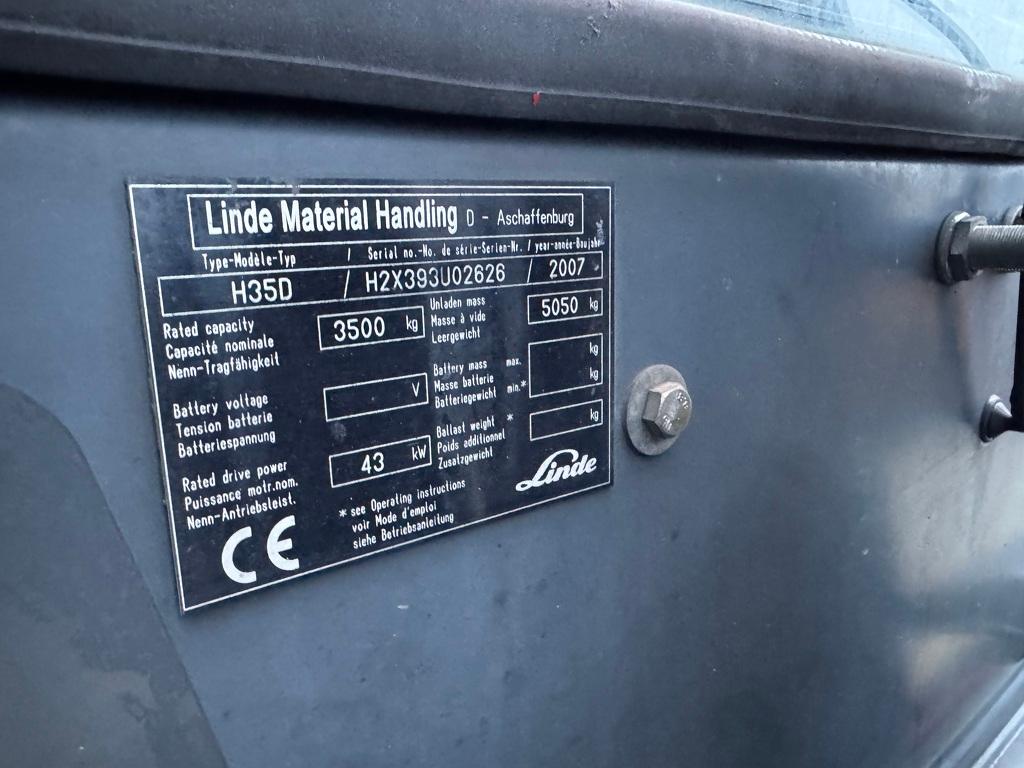 Linde Material Handling D - Aschaffenburg
Type-Modèle-Typ / Serial no.-No. de série-Serien-Nr. / year-année-Baujahr
H35D / H2X393U02626 / 2007
Rated capacity
Capacité nominale
Nenn-Tragfähigkeit
3500 kg
Unladen mass
Masse à vide
Leergewicht
5050 kg
Battery voltage
Tension batterie
Batteriespannung
V
Battery mass max. kg
Masse batterie kg
Batteriegewicht min.*
Rated drive power
Puissance motr.nom.
Nenn-Antriebsleist.
43 kW
Ballast weight * kg
Poids additionnel
Zusatzgewicht
Linde
CE
* see Operating instructions
voir Mode d'emploi
siehe Betriebsanleitung